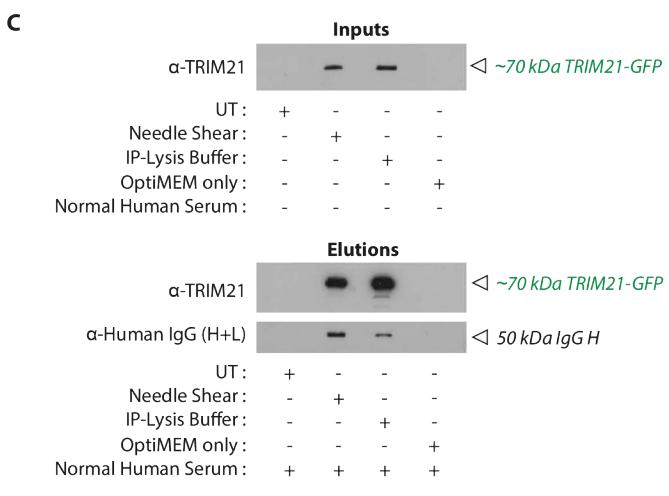 C
Inputs
α-TRIM21
~70 kDa TRIM21-GFP
UT : + - - -
Needle Shear : - + - -
IP-Lysis Buffer : - - + -
OptiMEM only : - - - +
Normal Human Serum : - - - -
Elutions
α-TRIM21
~70 kDa TRIM21-GFP
α-Human IgG (H+L)
50 kDa IgG H
UT : + - - -
Needle Shear : - + - -
IP-Lysis Buffer : - - + -
OptiMEM only : - - - +
Normal Human Serum : + + + +